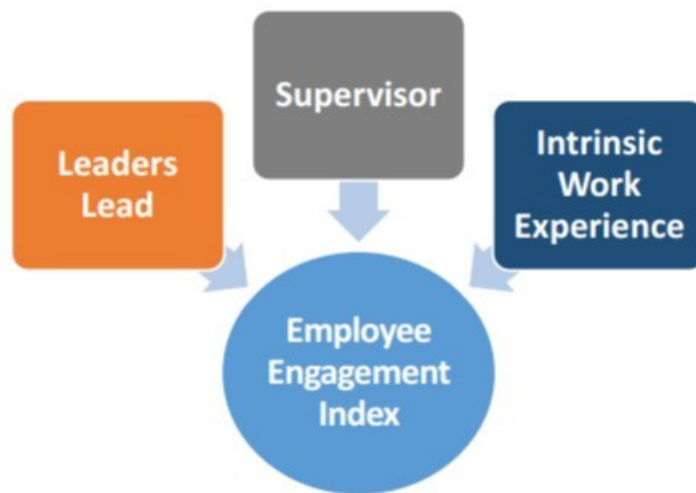 Supervisor
Leaders
Lead
Intrinsic
Work
Experience
Employee
Engagement
Index